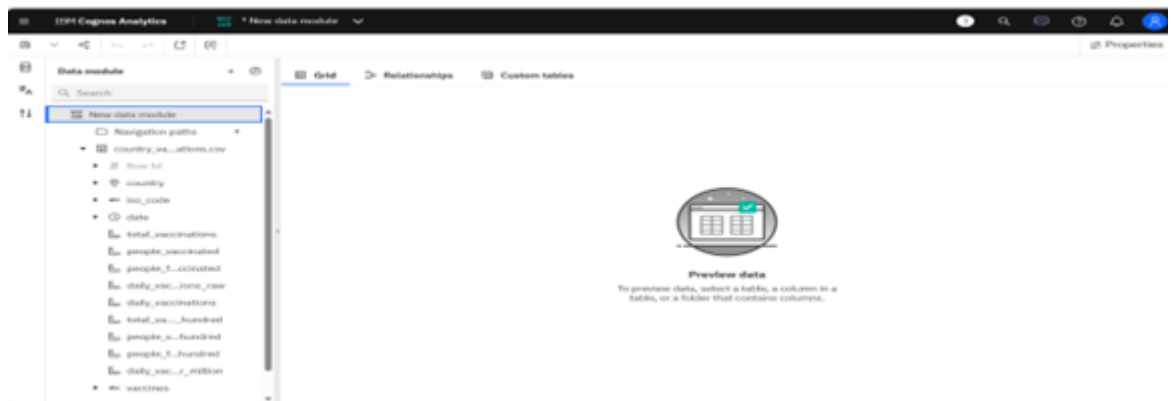 IBM Cognos Analytics
* New data module
Properties
Data module
Grid
Relationships
Custom tables
Search
New data module
Navigation paths
country_va...ations.csv
Row Id
country
iso_code
date
total_vaccinations
people_vaccinated
people_f...ccinated
daily_vac...ions_raw
daily_vaccinations
total_va..._hundred
people_v...hundred
people_f...hundred
daily_vac...r_million
vaccines
Preview data
To preview data, select a table, a column in a
table, or a folder that contains columns.